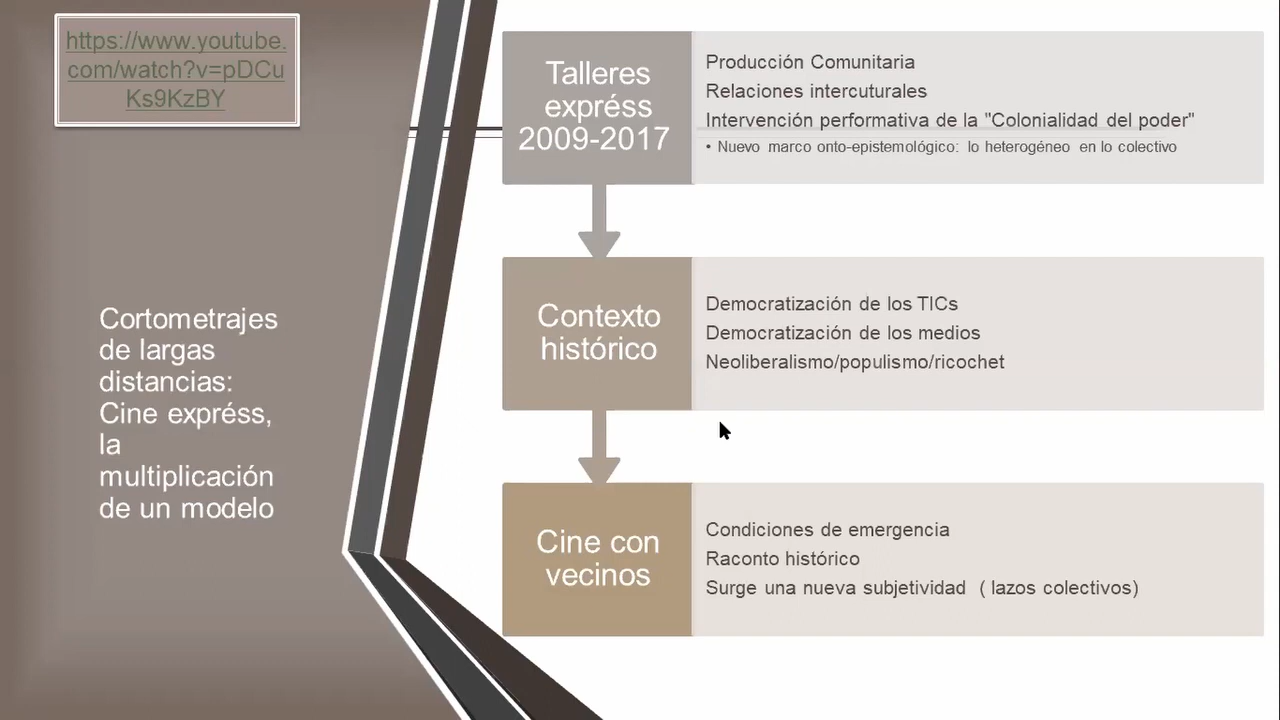 https://www.youtube.
com/watch?v=pDCu
Ks9KzBY
Cortometrajes
de largas
distancias:
Cine expréss,
la
multiplicación
de un modelo
Talleres
expréss
2009-2017
Producción Comunitaria
Relaciones intercuturales
Intervención performativa de la "Colonialidad del poder"
• Nuevo marco onto-epistemológico: lo heterogéneo en lo colectivo
Contexto
histórico
Democratización de los TICs
Democratización de los medios
Neoliberalismo/populismo/ricochet
Cine con
vecinos
Condiciones de emergencia
Raconto histórico
Surge una nueva subjetividad ( lazos colectivos)